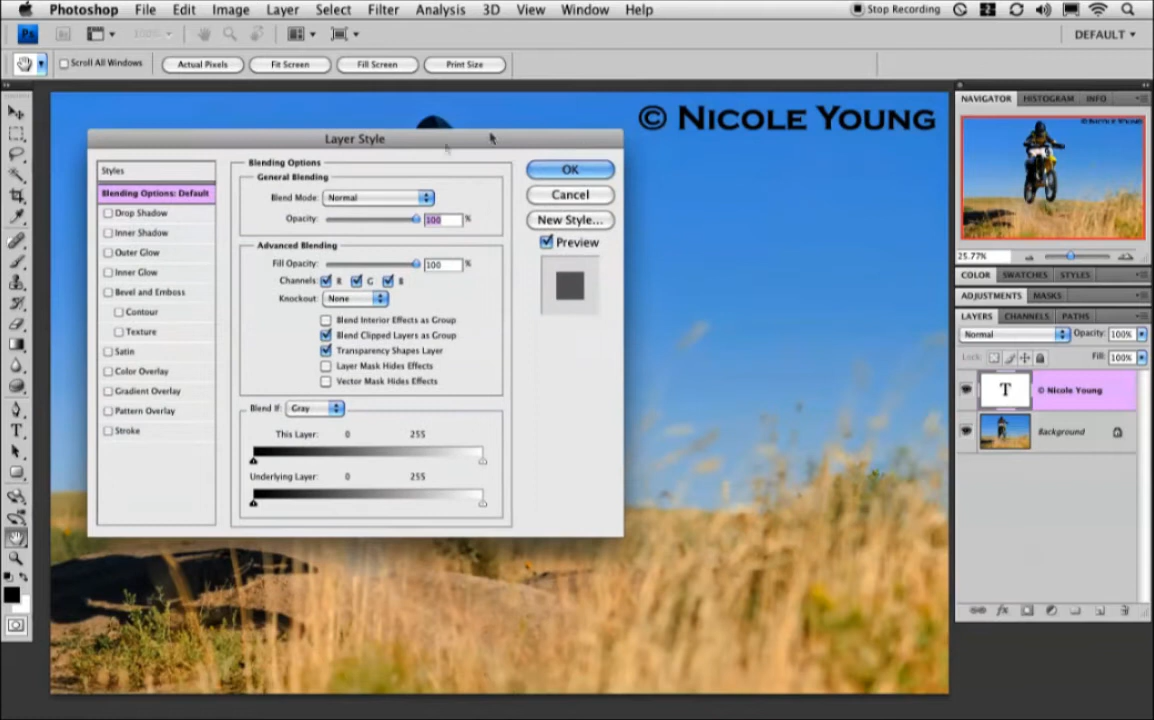 Photoshop File Edit Image Layer Select Filter Analysis 3D View Window Help Stop Recording
Ps 100% DEFAULT
Scroll All Windows Actual Pixels Fit Screen Fill Screen Print Size
© NICOLE YOUNG
Layer Style
Styles
Blending Options: Default
Drop Shadow
Inner Shadow
Outer Glow
Inner Glow
Bevel and Emboss
Contour
Texture
Satin
Color Overlay
Gradient Overlay
Pattern Overlay
Stroke
Blending Options
General Blending
Blend Mode: Normal
Opacity: 100 %
Advanced Blending
Fill Opacity: 100 %
Channels: R G B
Knockout: None
Blend Interior Effects as Group
Blend Clipped Layers as Group
Transparency Shapes Layer
Layer Mask Hides Effects
Vector Mask Hides Effects
Blend If: Gray
This Layer: 0 255
Underlying Layer: 0 255
OK
Cancel
New Style...
Preview
NAVIGATOR HISTOGRAM INFO
© NICOLE YOUNG
25.77%
COLOR SWATCHES STYLES
ADJUSTMENTS MASKS
LAYERS CHANNELS PATHS
Normal Opacity: 100%
Lock: Fill: 100%
T © Nicole Young
Background
fx
T